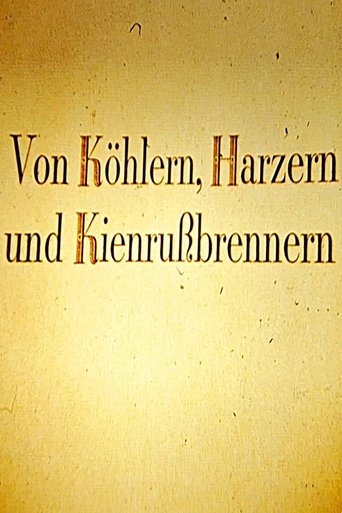 Von Köhlern, Harzern
und Kienrußbrennern